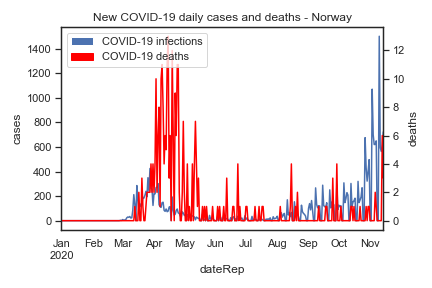 New COVID-19 daily cases and deaths - Norway
COVID-19 infections
COVID-19 deaths
cases
1400
1200
1000
800
600
400
200
0
deaths
12
10
8
6
4
2
0
Jan Feb Mar Apr May Jun Jul Aug Sep Oct Nov
2020
dateRep